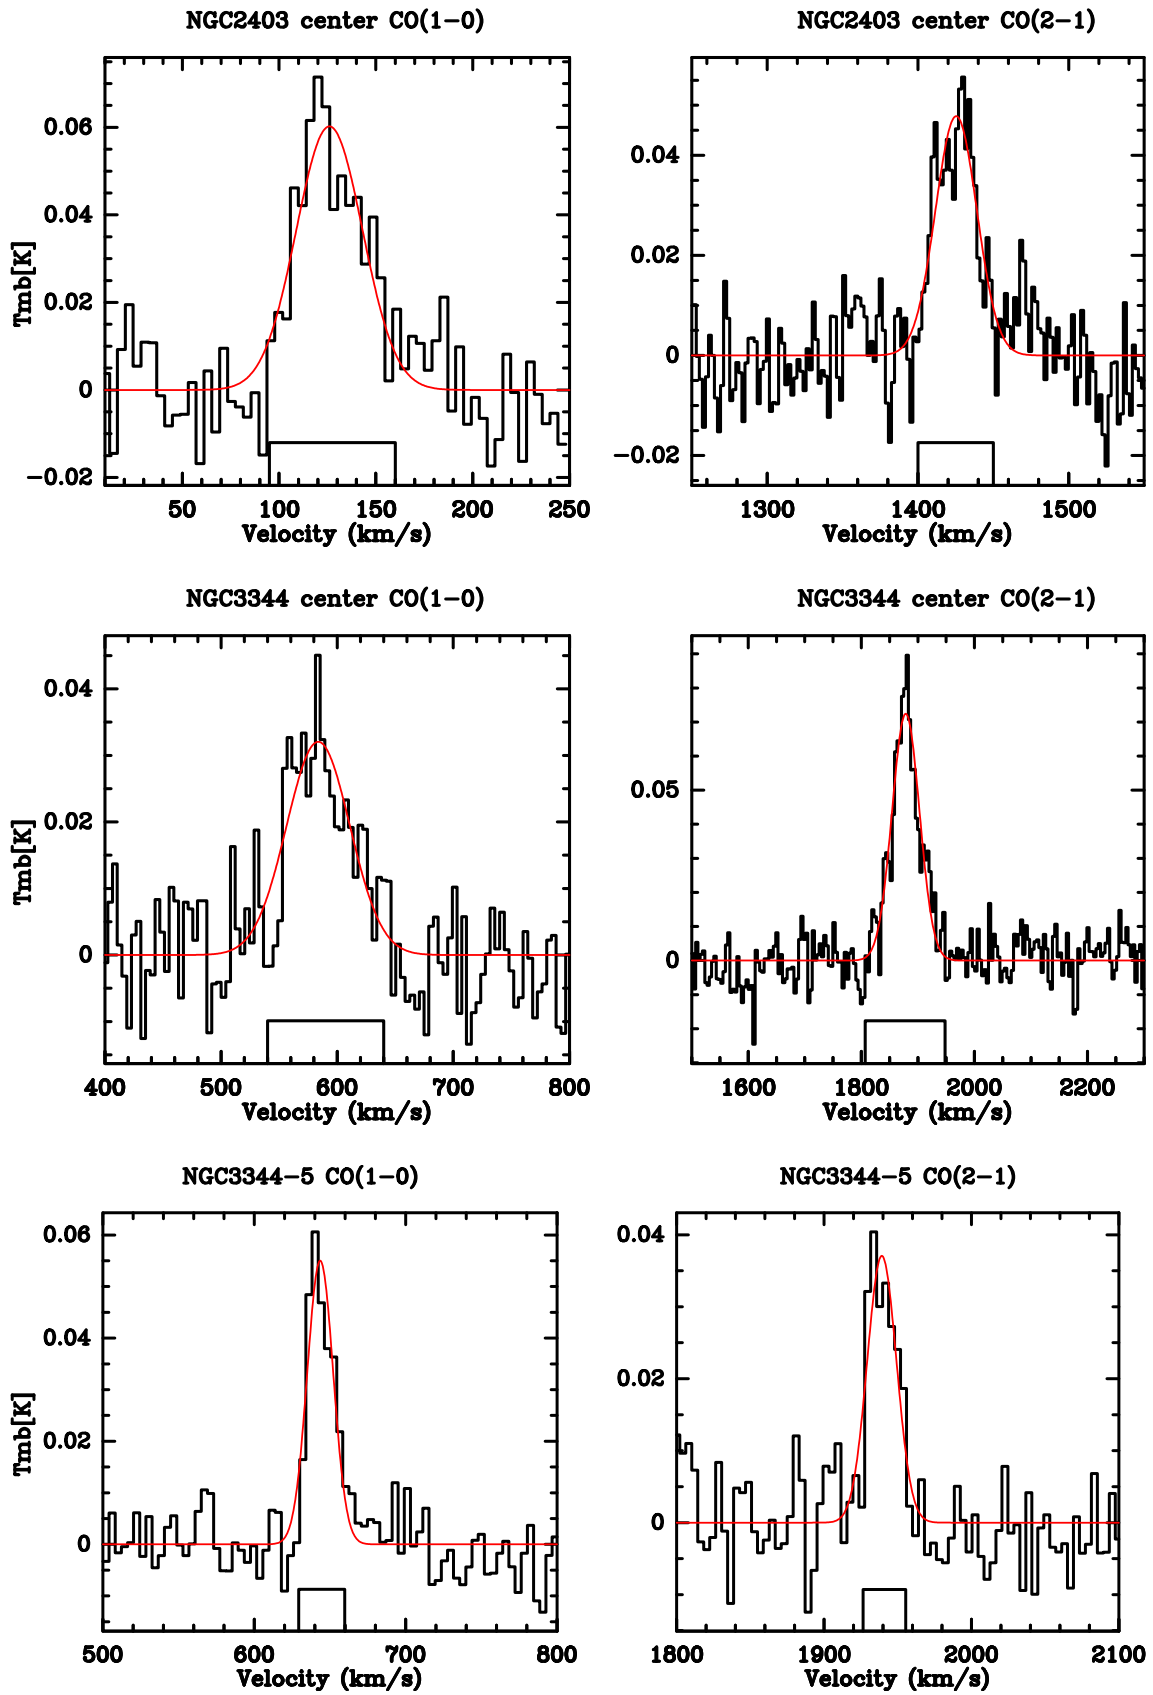 NGC2403 center CO(1−0)
NGC2403 center CO(2−1)
0.06
0.04
0.02
0
−0.02
Tmb[K]
50 100 150 200 250
Velocity (km/s)
0.04
0.02
0
−0.02
1300 1400 1500
Velocity (km/s)
NGC3344 center CO(1−0)
NGC3344 center CO(2−1)
0.04
0.02
0
Tmb[K]
400 500 600 700 800
Velocity (km/s)
0.05
0
1600 1800 2000 2200
Velocity (km/s)
NGC3344−5 CO(1−0)
NGC3344−5 CO(2−1)
0.06
0.04
0.02
0
Tmb[K]
500 600 700 800
Velocity (km/s)
0.04
0.02
0
1800 1900 2000 2100
Velocity (km/s)